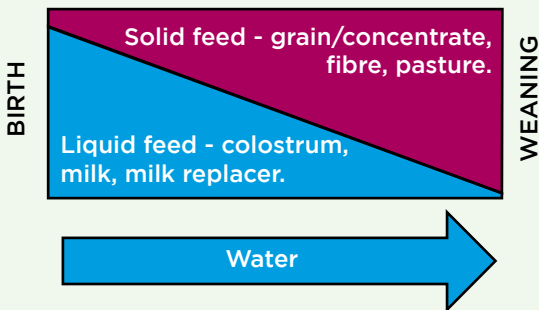 BIRTH
Solid feed - grain/concentrate,
fibre, pasture.
Liquid feed - colostrum,
milk, milk replacer.
WEANING
Water